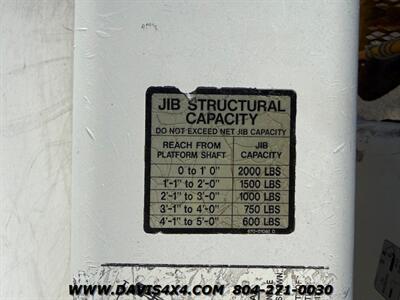 JIB STRUCTURAL
CAPACITY
DO NOT EXCEED NET JIB CAPACITY
REACH FROM PLATFORM SHAFT JIB CAPACITY
0 to 1' 0" 2000 LBS
1'-1" to 2'-0" 1500 LBS
2'-1" to 3'-0" 1000 LBS
3'-1" to 4'-0" 750 LBS
4'-1" to 5'-0" 600 LBS
WWW.DAVIS4X4.COM 804-271-0030